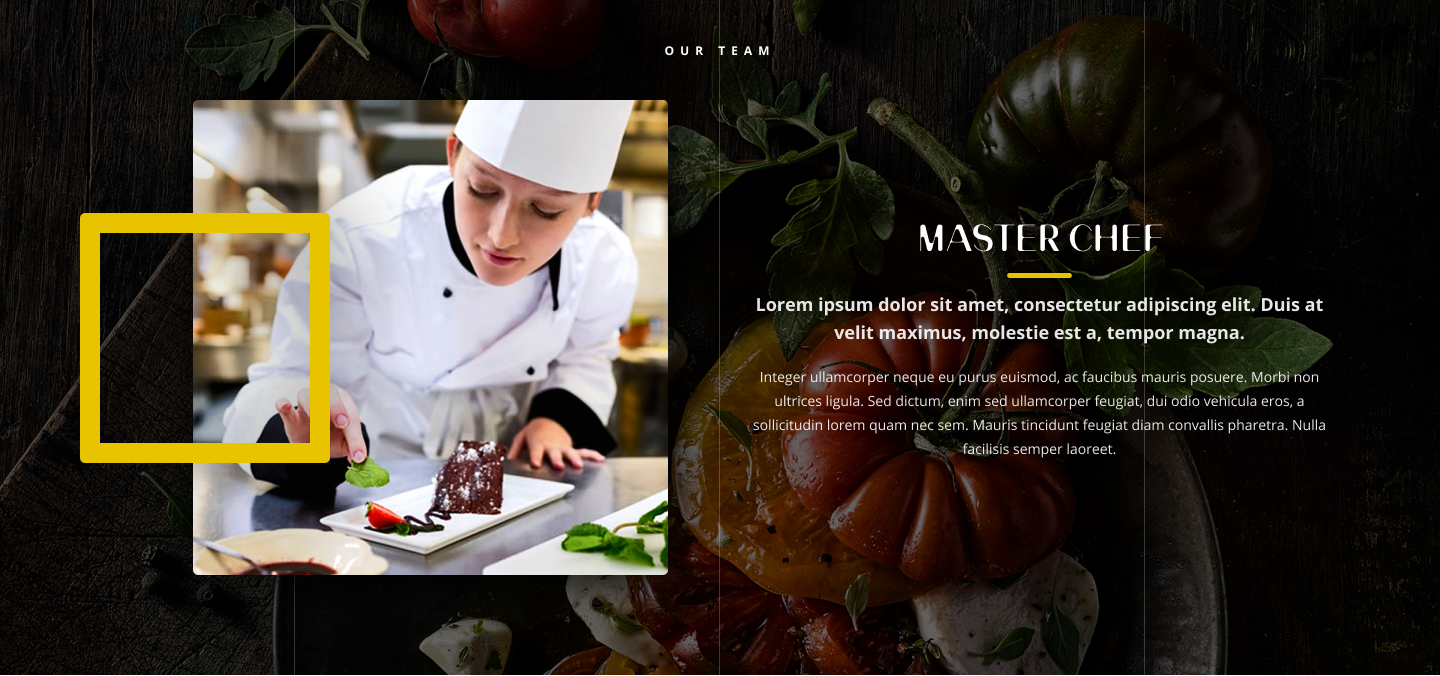 OUR TEAM
MASTER CHEF
Lorem ipsum dolor sit amet, consectetur adipiscing elit. Duis at
velit maximus, molestie est a, tempor magna.
Integer ullamcorper neque eu purus euismod, ac faucibus mauris posuere. Morbi non
ultrices ligula. Sed dictum, enim sed ullamcorper feugiat, dui odio vehicula eros, a
sollicitudin lorem quam nec sem. Mauris tincidunt feugiat diam convallis pharetra. Nulla
facilisis semper laoreet.